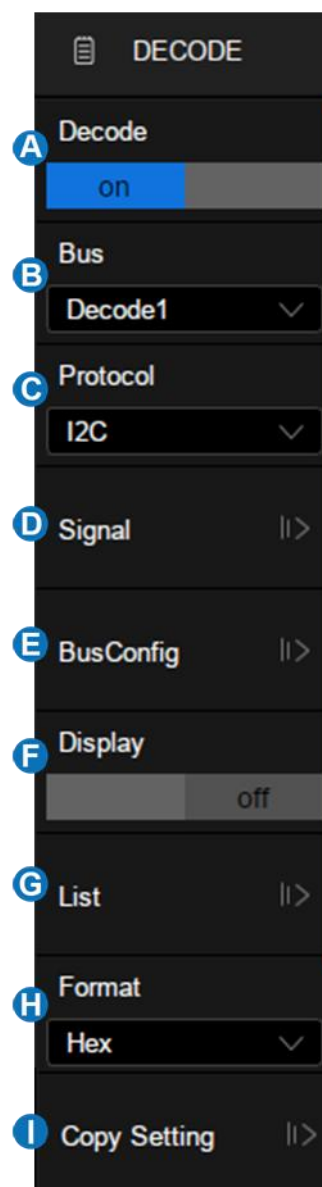 DECODE
A
Decode
on
B
Bus
Decode1
C
Protocol
I2C
D
Signal
E
BusConfig
F
Display
off
G
List
H
Format
Hex
I
Copy Setting